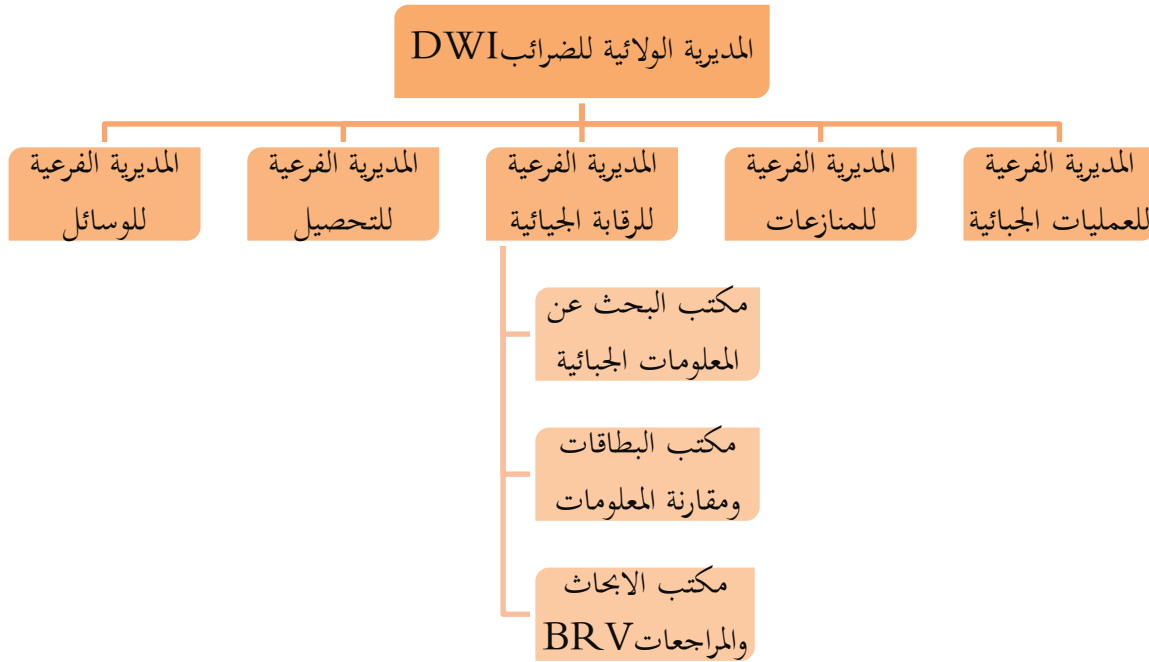 المديرية الولائية للضرائبDWI
المديرية الفرعية
للعمليات الجبائية
المديرية الفرعية
للمنازعات
المديرية الفرعية
للرقابة الجبائية
المديرية الفرعية
للتحصيل
المديرية الفرعية
للوسائل
مكتب البحث عن
المعلومات الجبائية
مكتب البطاقات
ومقارنة المعلومات
مكتب الابحاث
والمراجعاتBRV